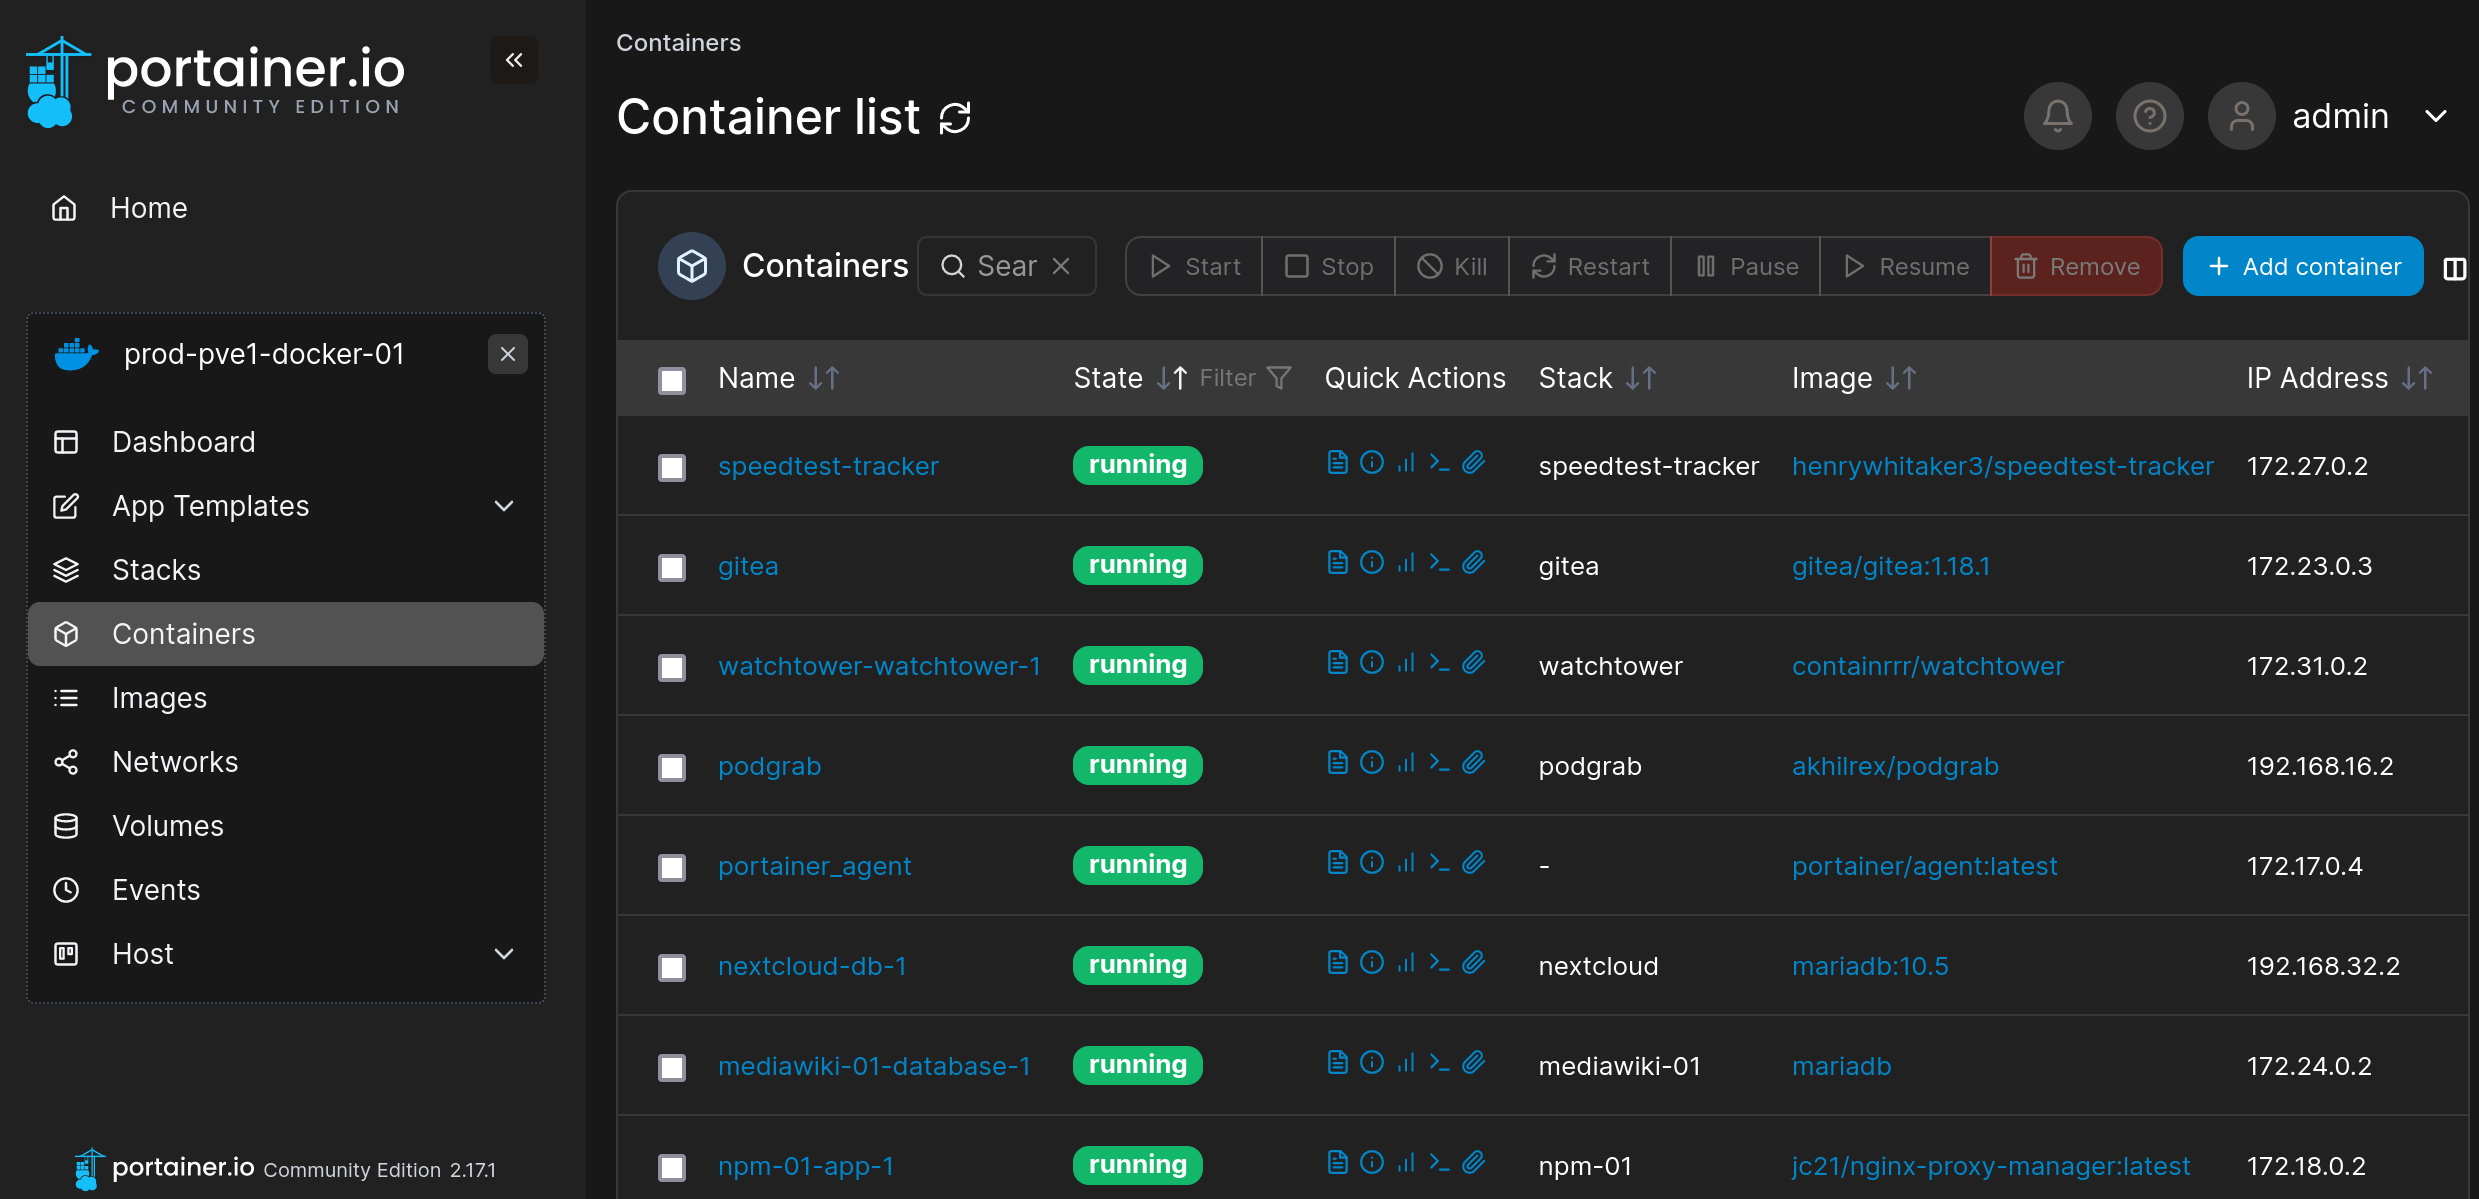 portainer.io
COMMUNITY EDITION
Home
prod-pve1-docker-01
Dashboard
App Templates
Stacks
Containers
Images
Networks
Volumes
Events
Host
portainer.io Community Edition 2.17.1
Containers
Container list
admin
Containers Sear Start Stop Kill Restart Pause Resume Remove + Add container
Name State Filter Quick Actions Stack Image IP Address
speedtest-tracker running speedtest-tracker henrywhitaker3/speedtest-tracker 172.27.0.2
gitea running gitea gitea/gitea:1.18.1 172.23.0.3
watchtower-watchtower-1 running watchtower containrrr/watchtower 172.31.0.2
podgrab running podgrab akhilrex/podgrab 192.168.16.2
portainer_agent running - portainer/agent:latest 172.17.0.4
nextcloud-db-1 running nextcloud mariadb:10.5 192.168.32.2
mediawiki-01-database-1 running mediawiki-01 mariadb 172.24.0.2
npm-01-app-1 running npm-01 jc21/nginx-proxy-manager:latest 172.18.0.2